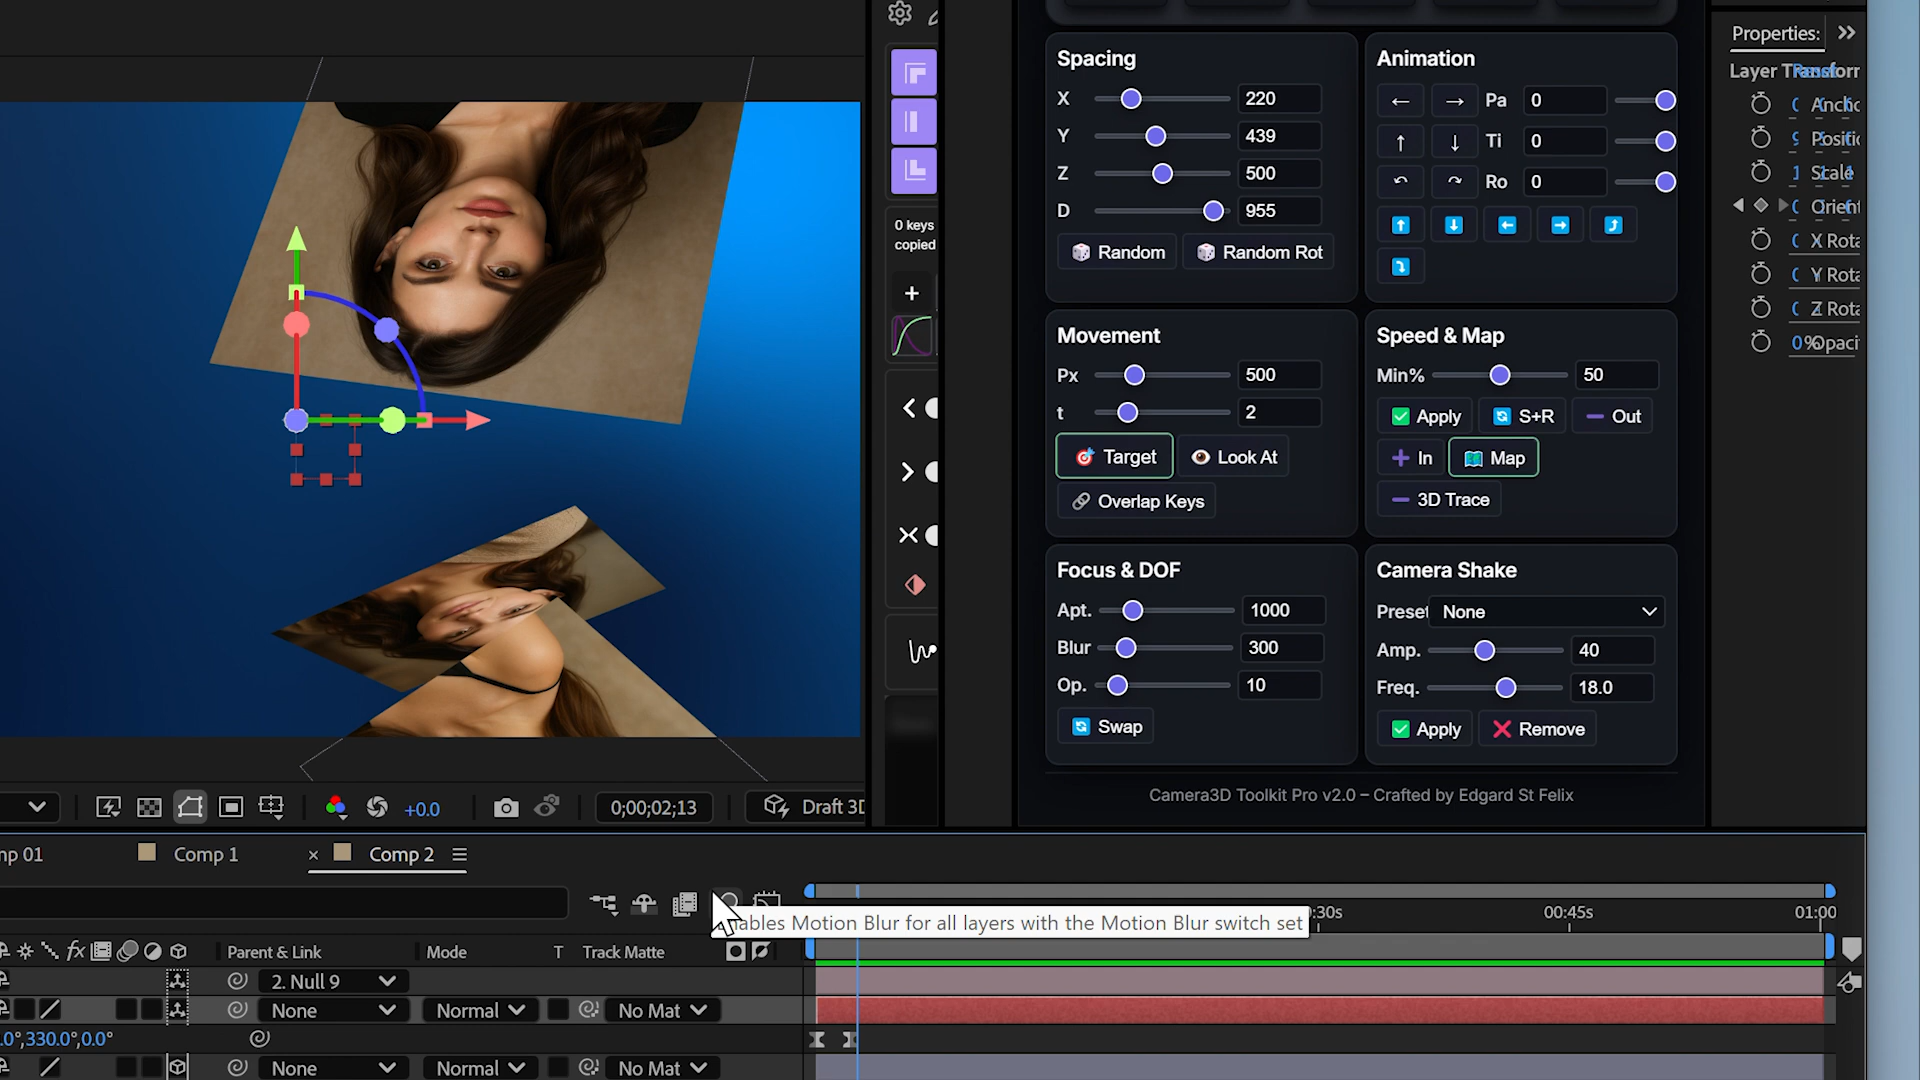 Spacing
X 220
Y 439
Z 500
D 955
Random Random Rot
Animation
← → Pa 0
↑ ↓ Ti 0
↶ ↷ Ro 0
Properties:
Layer Transform
Scale
0 keys
copied
Movement
Px 500
t 2
Target Look At
Overlap Keys
Speed & Map
Min% 50
Apply S+R Out
In Map
3D Trace
Focus & DOF
Apt. 1000
Blur 300
Op. 10
Swap
Camera Shake
Preset None
Amp. 40
Freq. 18.0
Apply Remove
Camera3D Toolkit Pro v2.0 – Crafted by Edgard St Felix
+0.0 0;00;02;13 Draft 3D
mp 01 Comp 1 × Comp 2
ables Motion Blur for all layers with the Motion Blur switch set
:30s 00:45s 01:00
fx Parent & Link Mode T Track Matte
2. Null 9
None Normal No Mat
.0°,330.0°,0.0°
None Normal No Mat